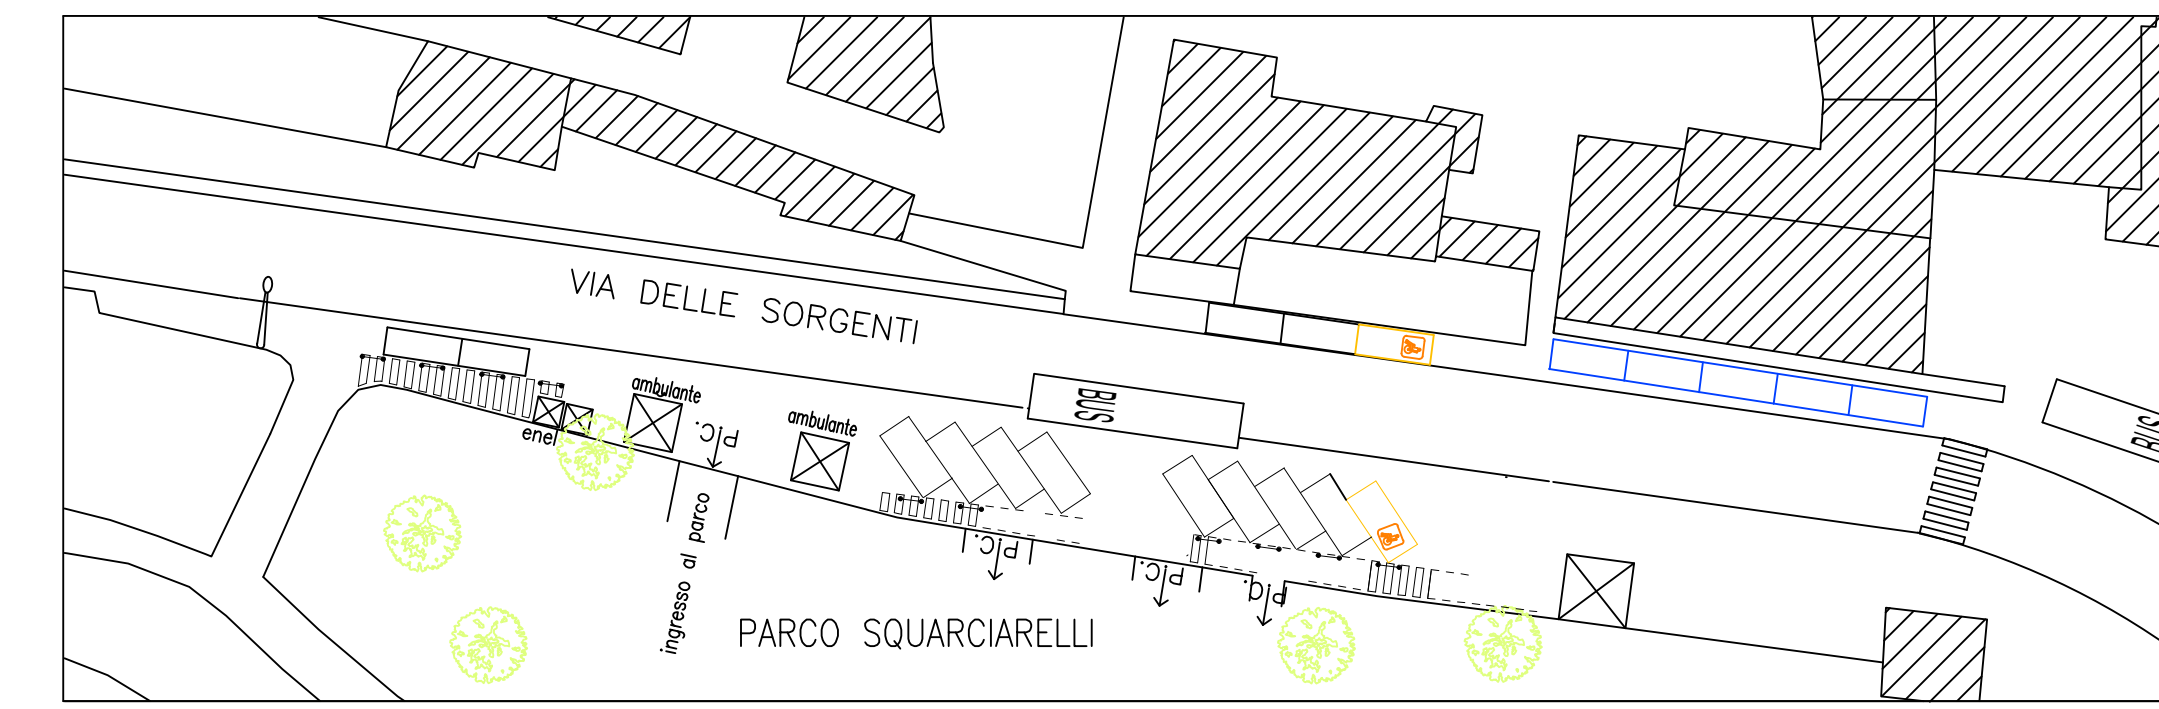 VIA DELLE SORGENTI
ambulante
ambulante
BUS
BUS
enel
P.C.
ingresso al parco
P.C.
P.C.
P.C.
PARCO SQUARCIARELLI